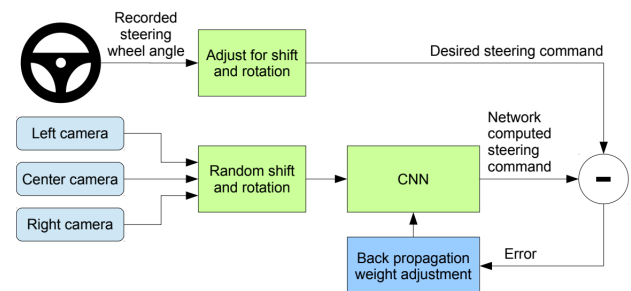 Recorded
steering
wheel angle
Adjust for shift
and rotation
Desired steering command
Left camera
Center camera
Right camera
Random shift
and rotation
CNN
Network
computed
steering
command
-
Back propagation
weight adjustment
Error